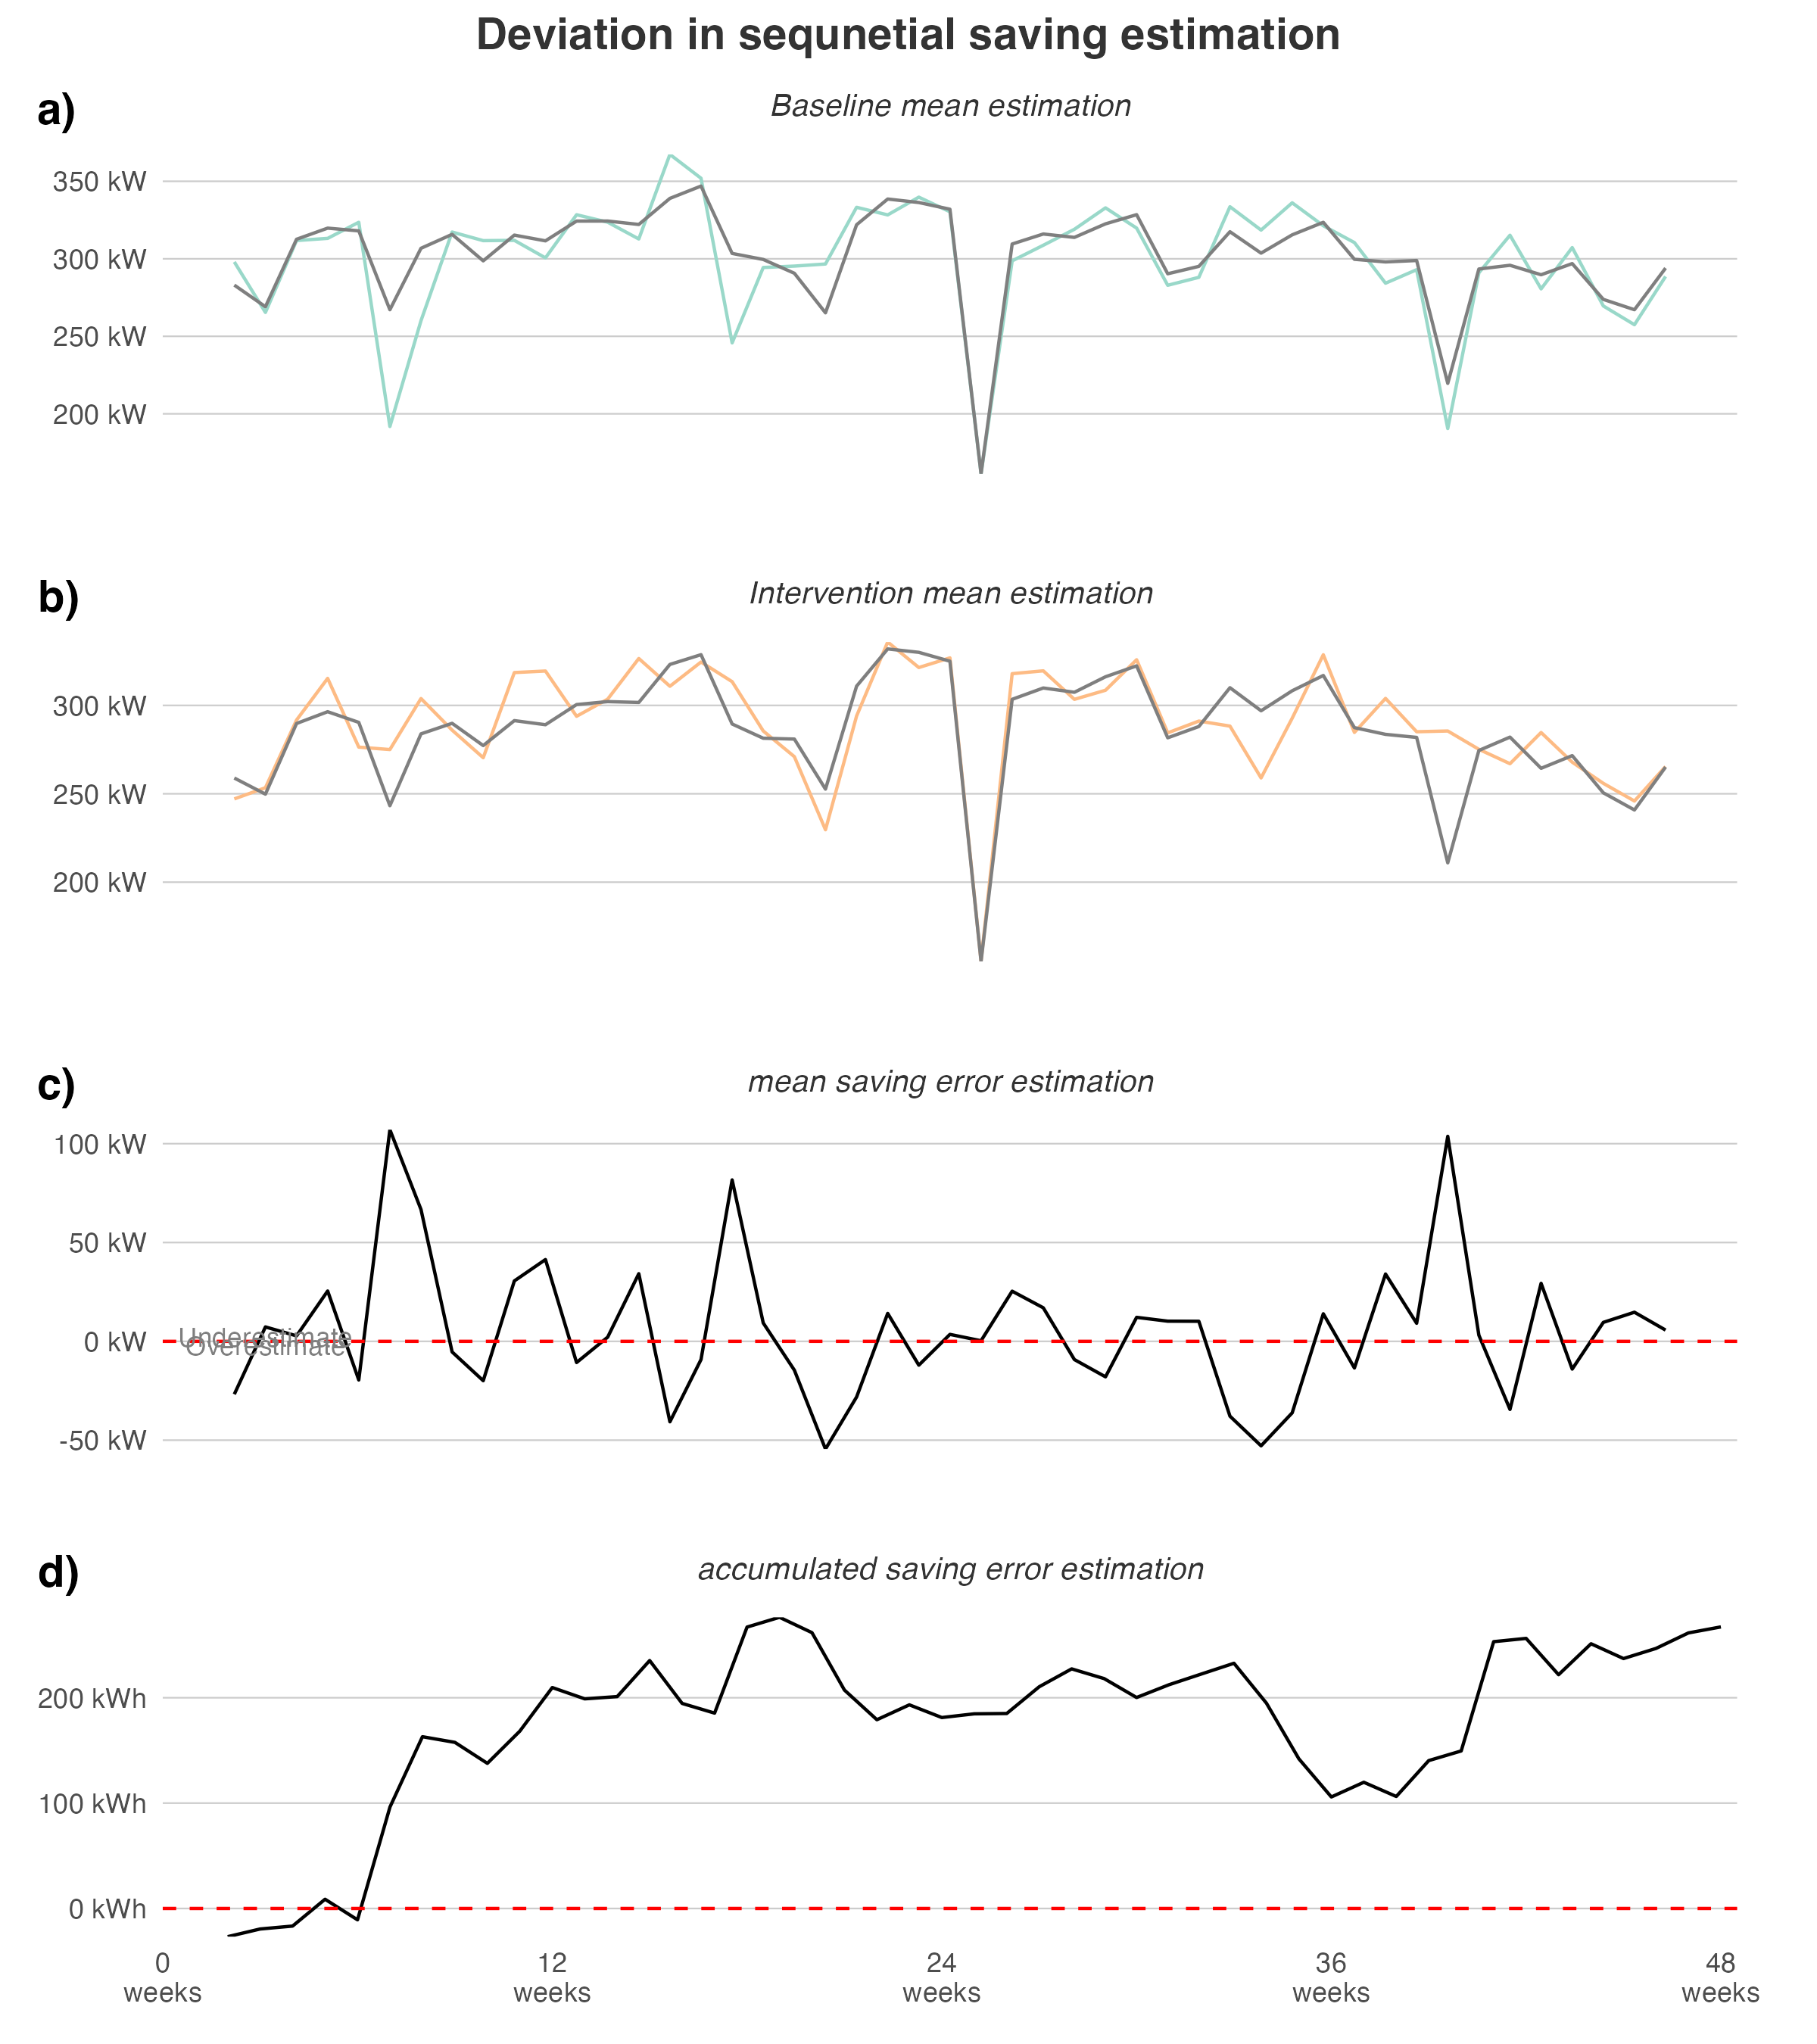 Deviation in sequnetial saving estimation
a)
Baseline mean estimation
350 kW
300 kW
250 kW
200 kW
b)
Intervention mean estimation
300 kW
250 kW
200 kW
c)
mean saving error estimation
100 kW
50 kW
Underestimate
0 kW
Overestimate
-50 kW
d)
accumulated saving error estimation
200 kWh
100 kWh
0 kWh
0 12 24 36 48
weeks weeks weeks weeks weeks